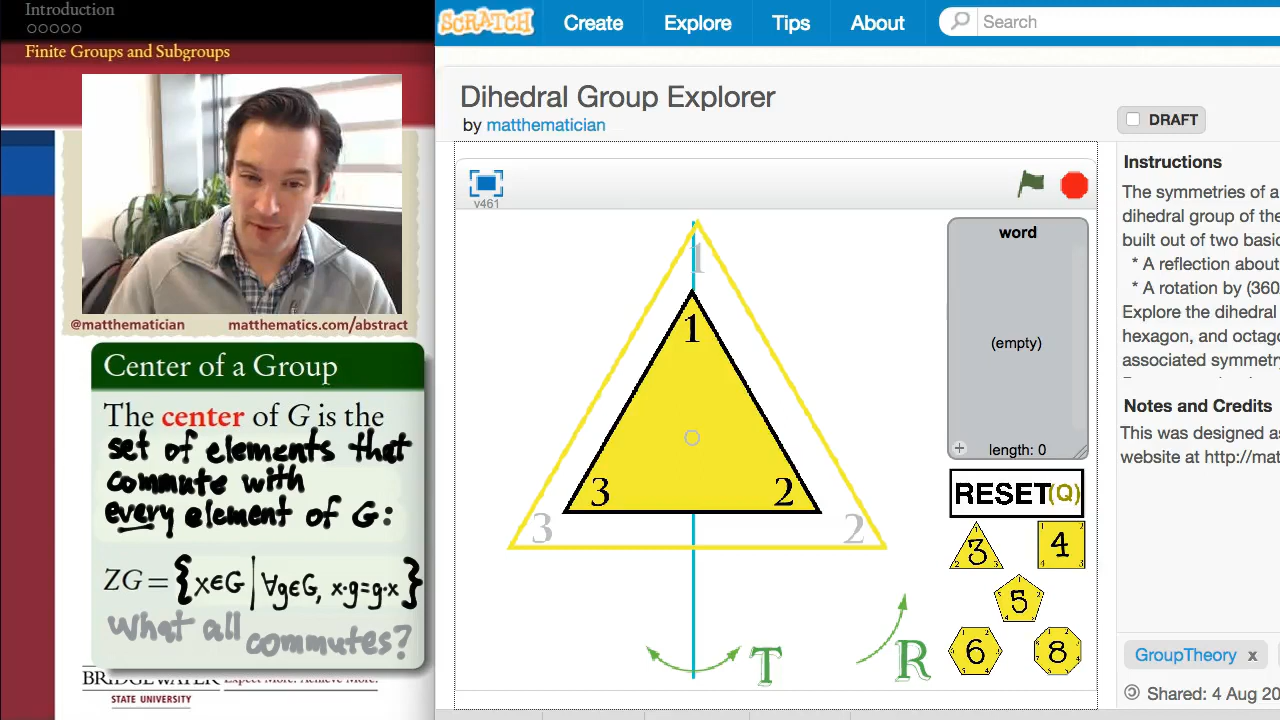 Introduction
Finite Groups and Subgroups
@matthematician
matthematics.com/abstract
Center of a Group
The center of G is the
set of elements that
commute with
every element of G:
ZG = {x∈G | ∀g∈G, x·g=g·x}
What all commutes?
BRIDGEWATER
STATE UNIVERSITY
SCRATCH
Create
Explore
Tips
About
Search
Dihedral Group Explorer
by matthematician
DRAFT
v461
1
1
3
2
3
2
T
R
word
(empty)
+
length: 0
RESET(Q)
3
4
5
6
8
Instructions
The symmetries of a
dihedral group of the
built out of two basic
* A reflection about
* A rotation by (360
Explore the dihedral
hexagon, and octago
associated symmetry
Notes and Credits
This was designed as
website at http://mat
GroupTheory x
Shared: 4 Aug 20